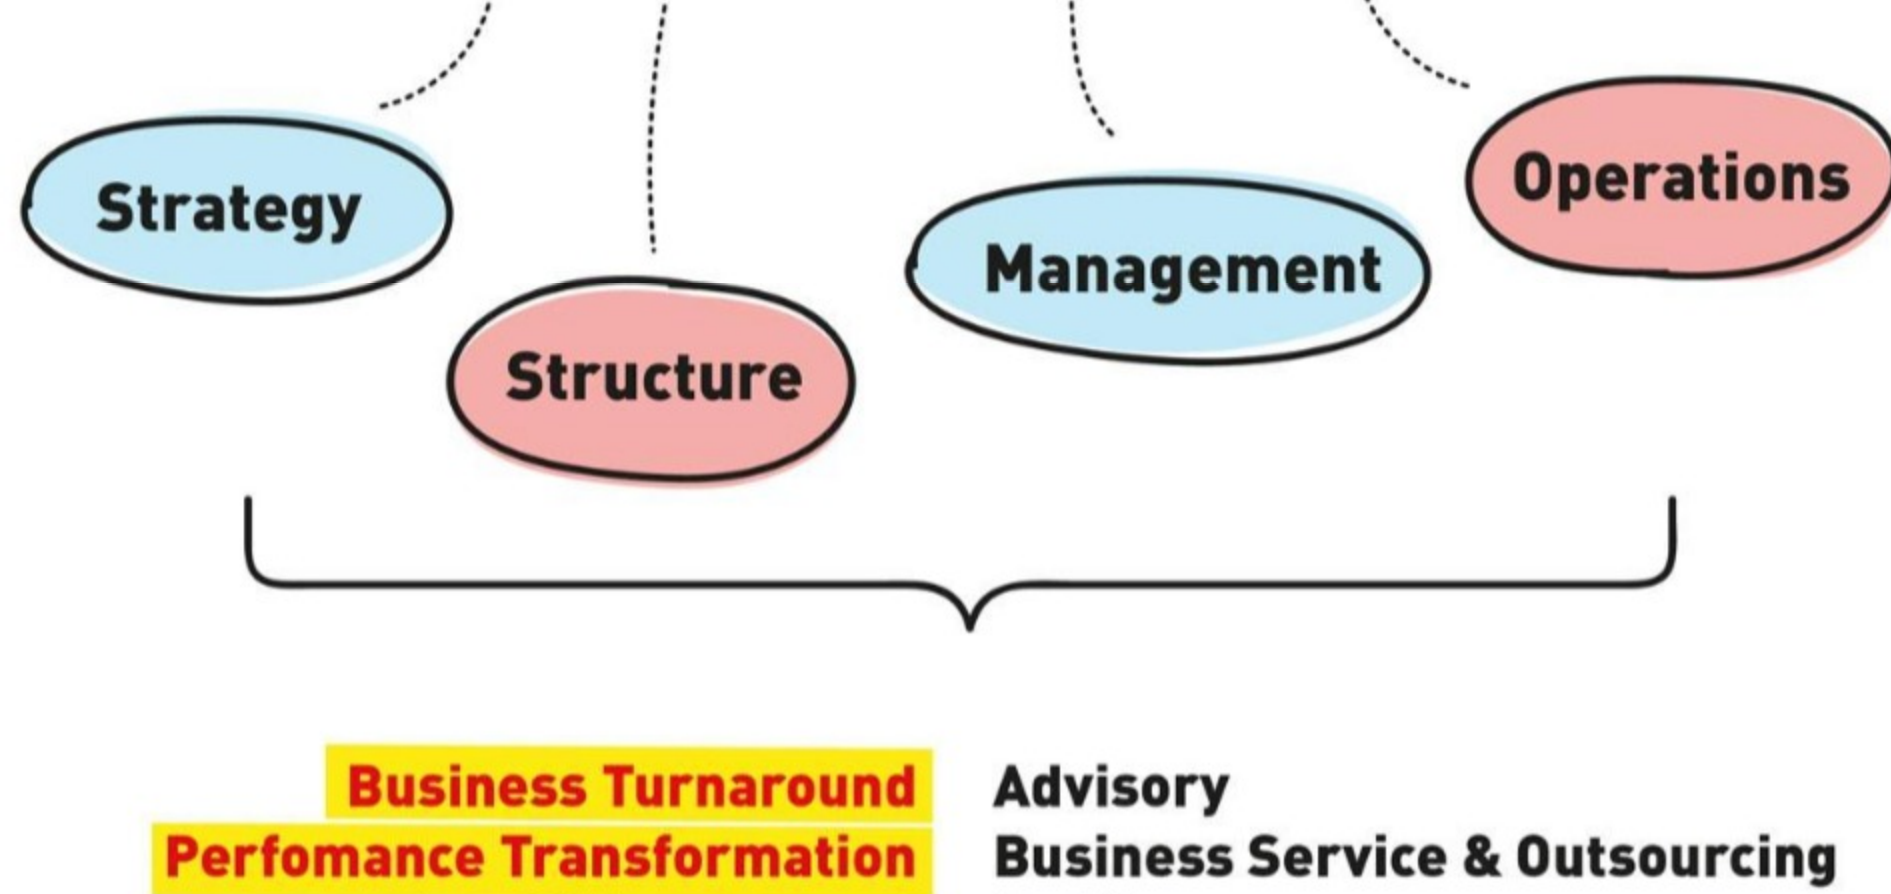 Strategy
Structure
Management
Operations
Business Turnaround
Perfomance Transformation
Advisory
Business Service & Outsourcing